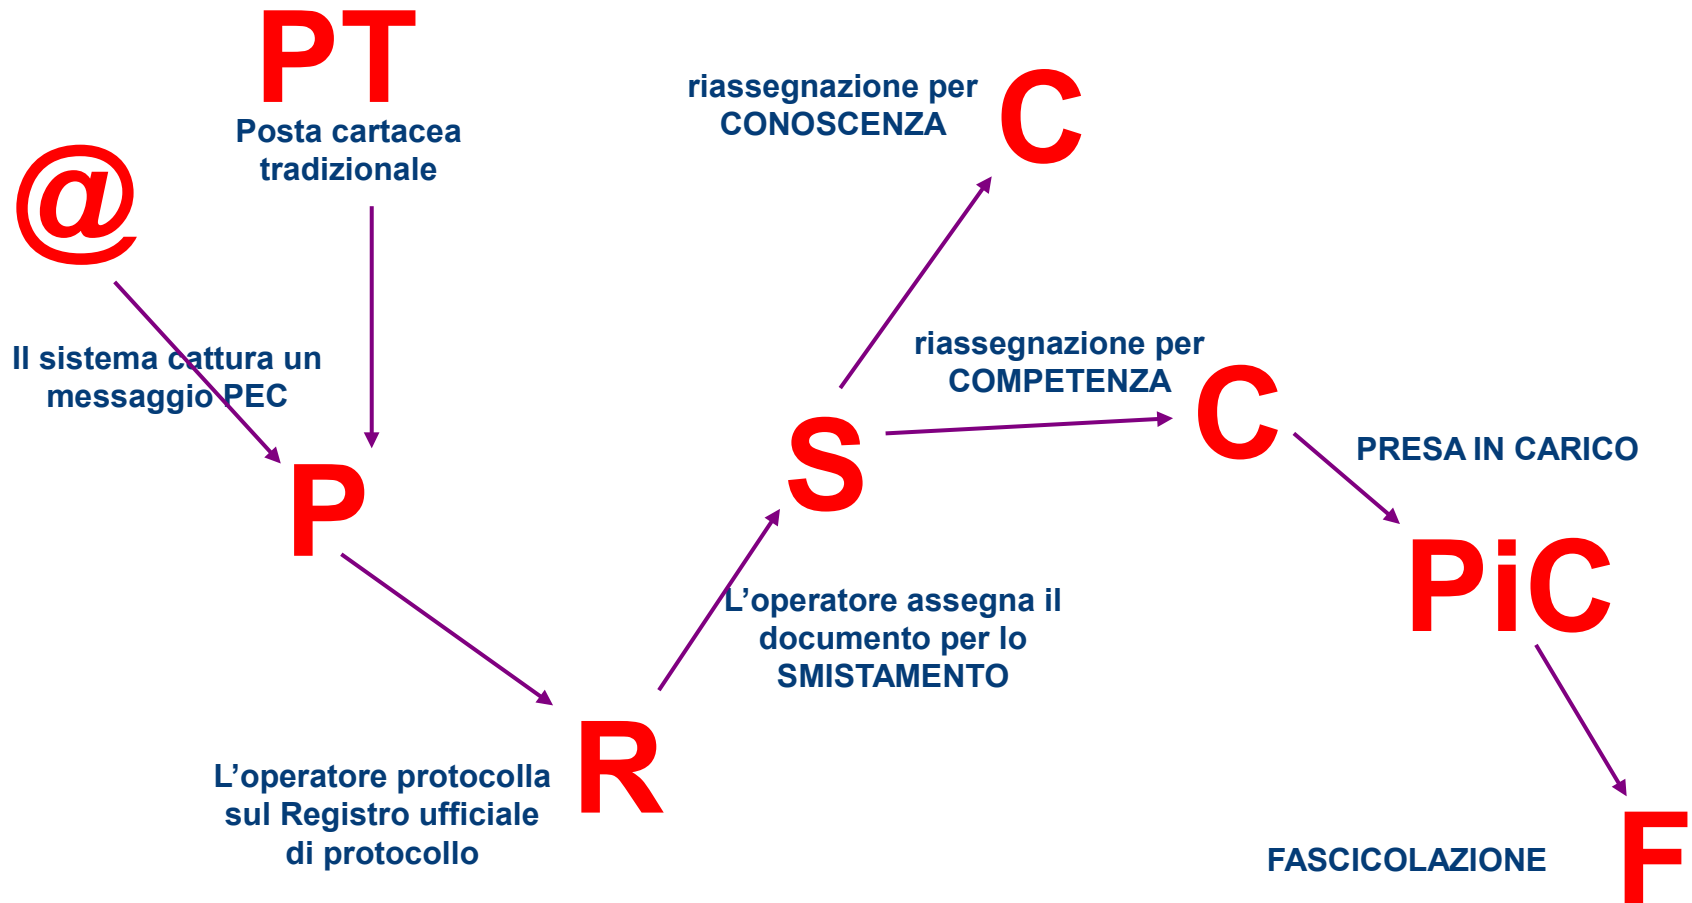 PT
Posta cartacea
tradizionale
@
Il sistema cattura un
messaggio PEC
P
L’operatore protocolla
sul Registro ufficiale
di protocollo
R
L’operatore assegna il
documento per lo
SMISTAMENTO
S
riassegnazione per
CONOSCENZA
C
riassegnazione per
COMPETENZA
C
PRESA IN CARICO
PiC
FASCICOLAZIONE
F